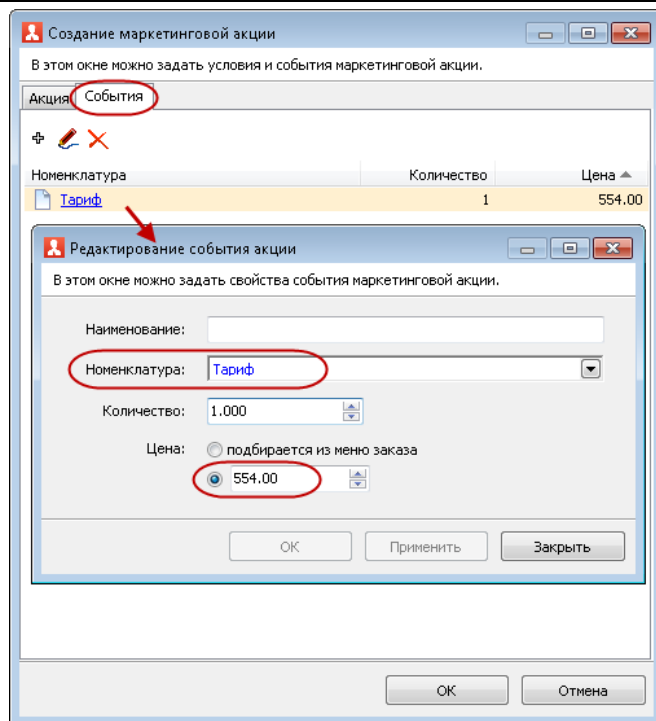 Создание маркетинговой акции
В этом окне можно задать условия и события маркетинговой акции.
Акция События
Номенклатура Количество Цена
Тариф 1 554.00
Редактирование события акции
В этом окне можно задать свойства события маркетинговой акции.
Наименование:
Номенклатура: Тариф
Количество: 1.000
Цена: подбирается из меню заказа
554.00
ОК Применить Закрыть
ОК Отмена